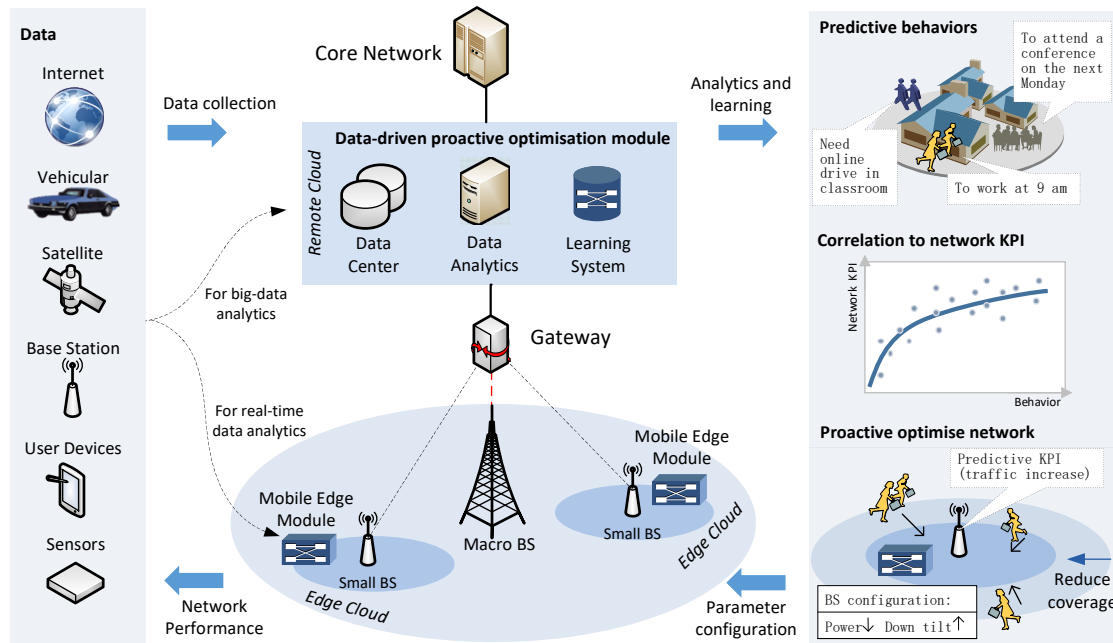 Data
Internet
Vehicular
Satellite
Base Station
User Devices
Sensors
Data collection
For big-data
analytics
For real-time
data analytics
Network
Performance
Core Network
Data-driven proactive optimisation module
Remote Cloud
Data
Center
Data
Analytics
Learning
System
Gateway
Mobile Edge
Module
Small BS
Edge Cloud
Macro BS
Mobile Edge
Module
Small BS
Edge Cloud
Analytics and
learning
Parameter
configuration
Predictive behaviors
To attend a
conference
on the next
Monday
Need
online
drive in
classroom
To work at 9 am
Correlation to network KPI
Network KPI
Behavior
Proactive optimise network
Predictive KPI
(traffic increase)
Reduce
coverage
BS configuration:
Power↓ Down tilt↑